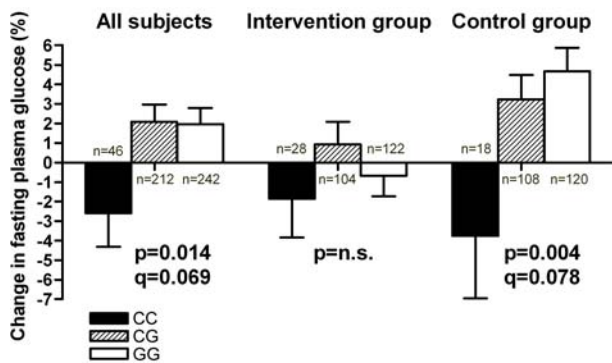 All subjects Intervention group Control group
Change in fasting plasma glucose (%)
6
5
4
3
2
1
0
-1
-2
-3
-4
-5
-6
-7
n=46
n=212
n=242
p=0.014
q=0.069
n=28
n=104
n=122
p=n.s.
n=18
n=108
n=120
p=0.004
q=0.078
CC
CG
GG